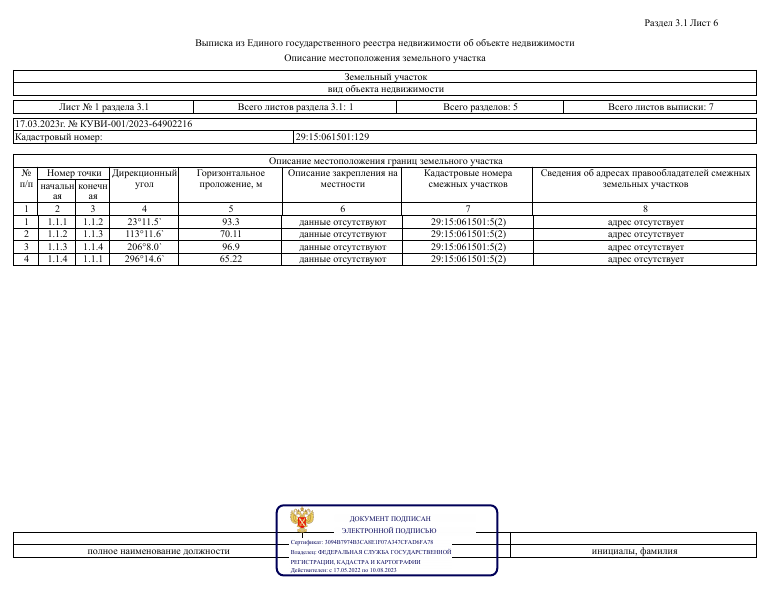 Раздел 3.1 Лист 6
Выписка из Единого государственного реестра недвижимости об объекте недвижимости
Описание местоположения земельного участка
Земельный участок
вид объекта недвижимости
Лист № 1 раздела 3.1 Всего листов раздела 3.1: 1 Всего разделов: 5 Всего листов выписки: 7
17.03.2023г. № КУВИ-001/2023-64902216
Кадастровый номер: 29:15:061501:129
Описание местоположения границ земельного участка
№ п/п Номер точки Дирекционный угол Горизонтальное проложение, м Описание закрепления на местности Кадастровые номера смежных участков Сведения об адресах правообладателей смежных земельных участков
начальная конечная
1 2 3 4 5 6 7 8
1 1.1.1 1.1.2 23°11.5` 93.3 данные отсутствуют 29:15:061501:5(2) адрес отсутствует
2 1.1.2 1.1.3 113°11.6` 70.11 данные отсутствуют 29:15:061501:5(2) адрес отсутствует
3 1.1.3 1.1.4 206°8.0` 96.9 данные отсутствуют 29:15:061501:5(2) адрес отсутствует
4 1.1.4 1.1.1 296°14.6` 65.22 данные отсутствуют 29:15:061501:5(2) адрес отсутствует
ДОКУМЕНТ ПОДПИСАН
ЭЛЕКТРОННОЙ ПОДПИСЬЮ
Сертификат: 3094B7974B3CA8E1F07A347CFAD6FA78
Владелец: ФЕДЕРАЛЬНАЯ СЛУЖБА ГОСУДАРСТВЕННОЙ
РЕГИСТРАЦИИ, КАДАСТРА И КАРТОГРАФИИ
Действителен: с 17.05.2022 по 10.08.2023
полное наименование должности инициалы, фамилия